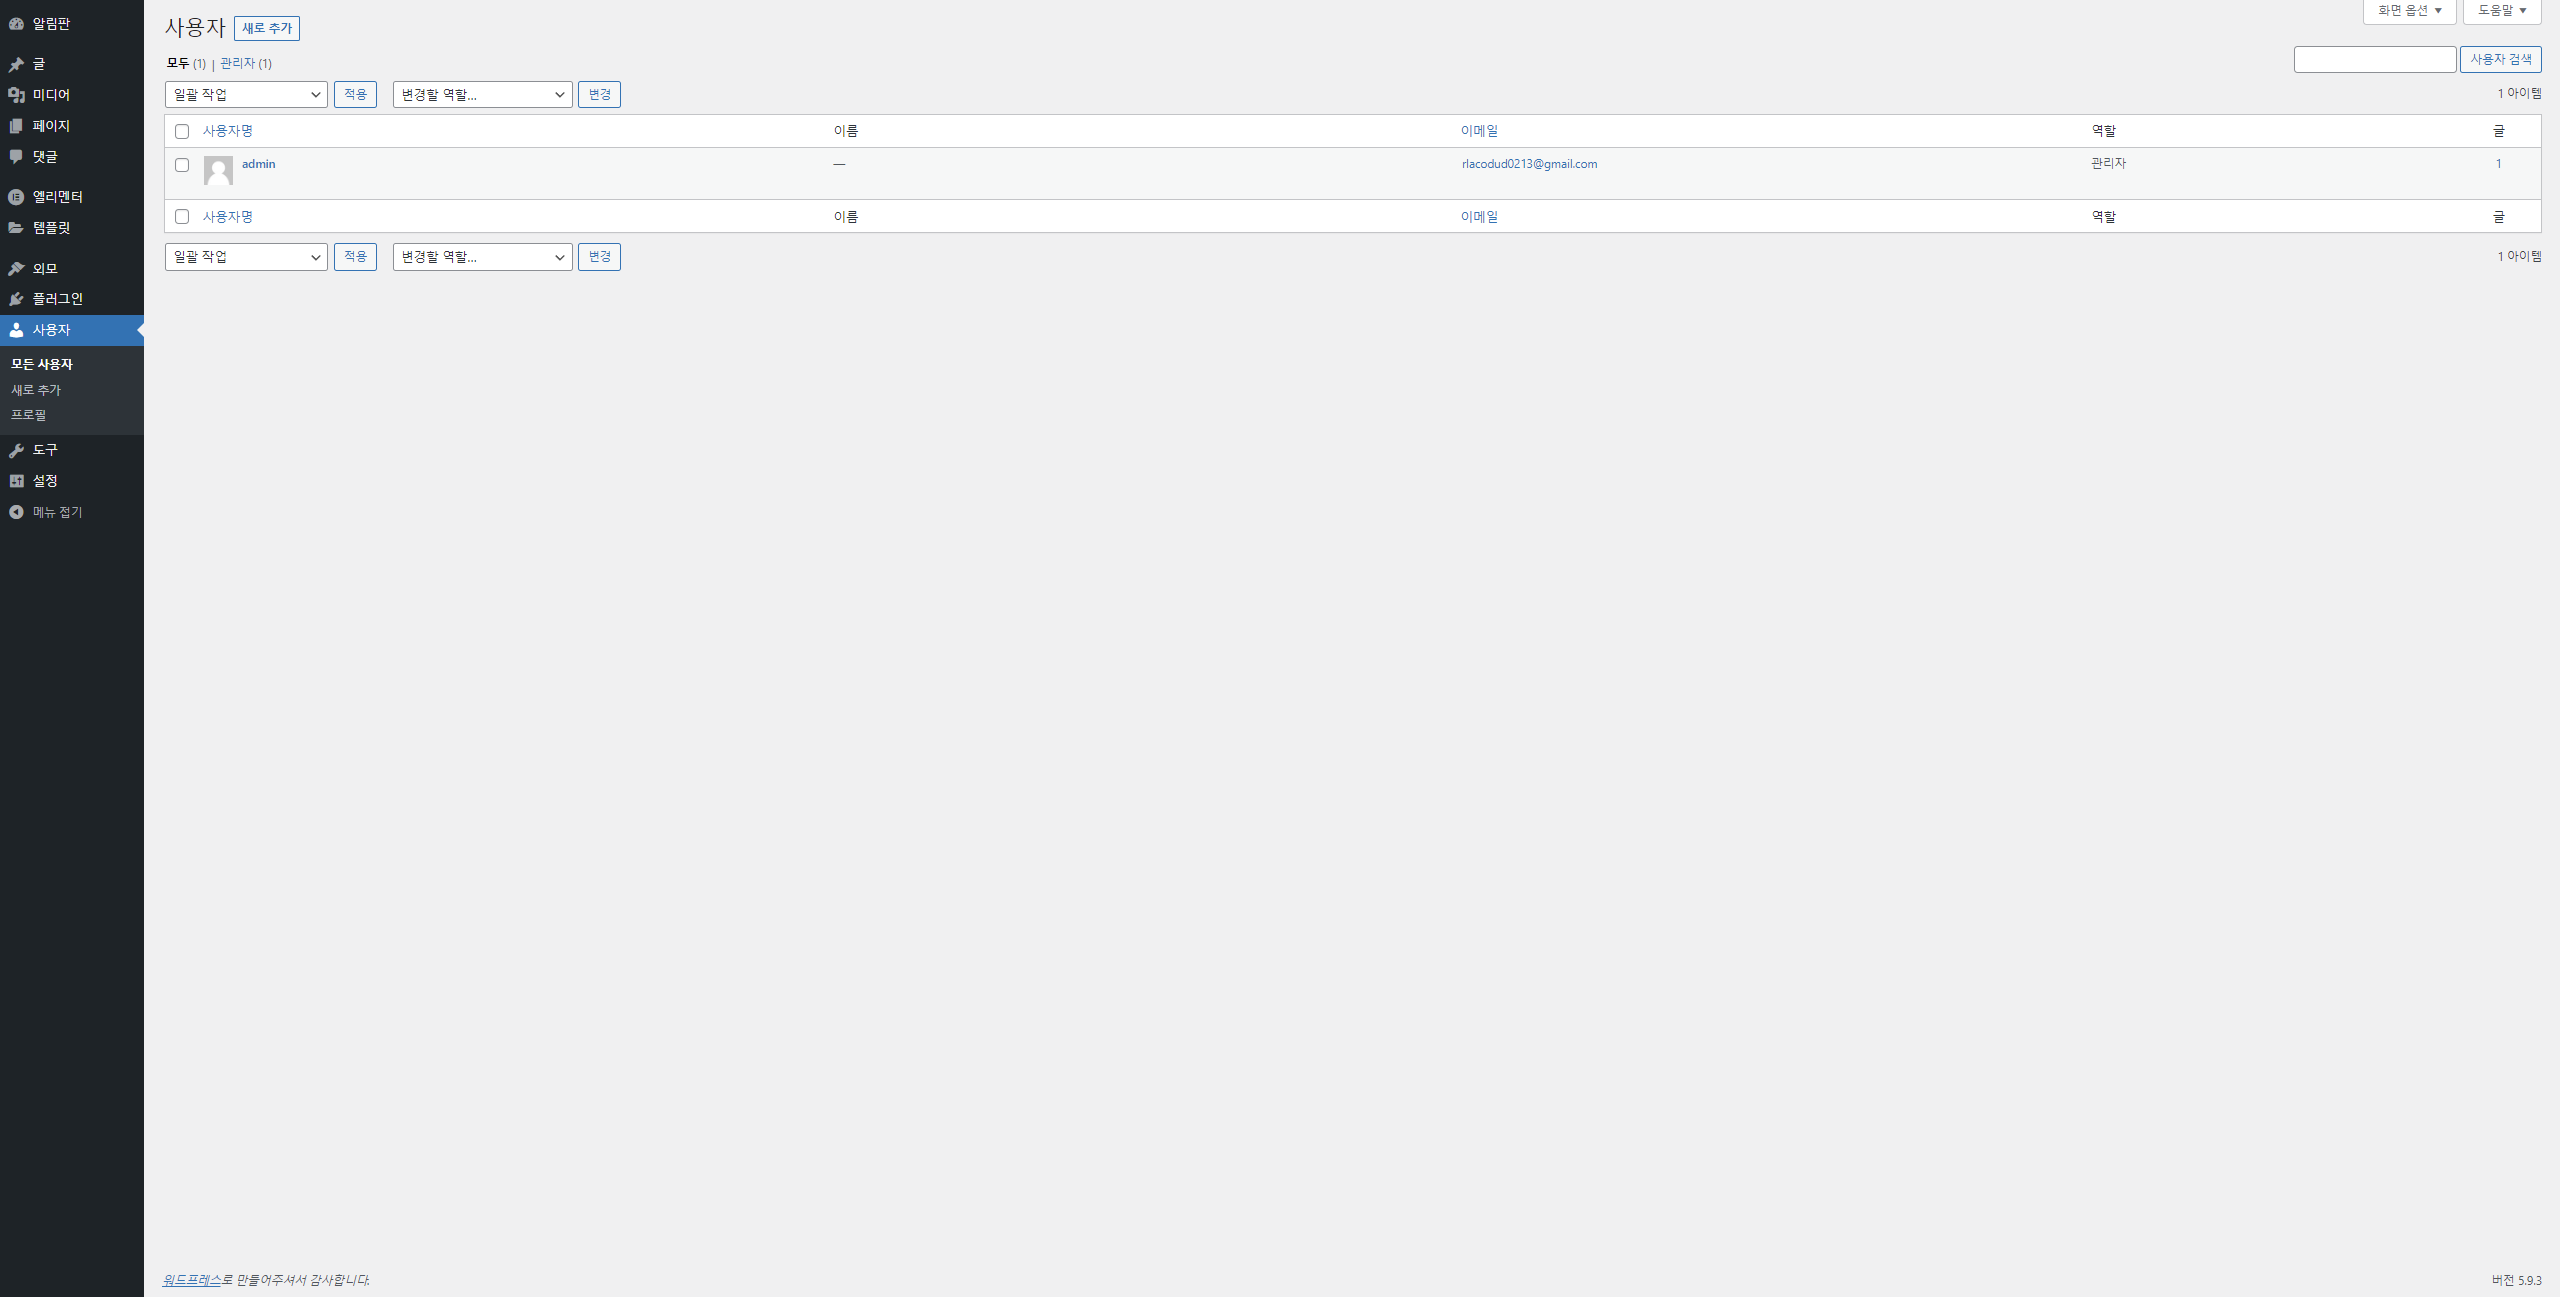 알림판
글
미디어
페이지
댓글
엘리멘터
템플릿
외모
플러그인
사용자
모든 사용자
새로 추가
프로필
도구
설정
메뉴 접기
화면 옵션 ▼ 도움말 ▼
사용자 새로 추가
모두 (1) | 관리자 (1)
사용자 검색
일괄 작업 적용 변경할 역할... 변경 1 아이템
사용자명 이름 이메일 역할 글
admin — rlacodud0213@gmail.com 관리자 1
사용자명 이름 이메일 역할 글
일괄 작업 적용 변경할 역할... 변경 1 아이템
워드프레스로 만들어주셔서 감사합니다. 버전 5.9.3